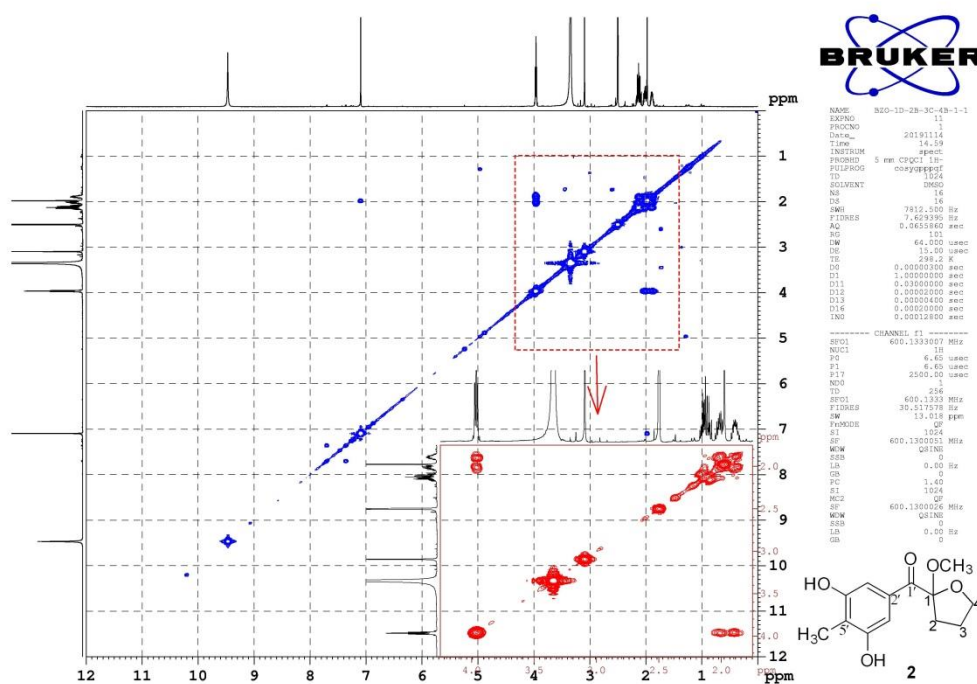 BRUKER
NAME B20-1D-2B-3C-4B-1-1
EXPNO 11
PROCNO 1
Date_ 20191114
Time 14.59
INSTRUM spect
PROBHD 5 mm CPQCI 1H-
PULPROG cosygpppqf
TD 1024
SOLVENT DMSO
NS 16
DS 16
SWH 7812.500 Hz
FIDRES 7.629395 Hz
AQ 0.0655860 sec
RG 101
DW 64.000 usec
DE 15.00 usec
TE 298.2 K
D0 0.00000300 sec
D1 1.00000000 sec
D11 0.03000000 sec
D12 0.00002000 sec
D13 0.00000400 sec
D16 0.00020000 sec
IN0 0.00012800 sec
======== CHANNEL f1 ========
SFO1 600.1333007 MHz
NUC1 1H
P0 6.65 usec
P1 6.65 usec
P17 2500.00 usec
ND0 1
TD 256
SFO1 600.1333 MHz
FIDRES 30.517578 Hz
SW 13.018 ppm
FnMODE QF
SI 1024
SF 600.1300051 MHz
WDW QSINE
SSB 0
LB 0.00 Hz
GB 0
PC 1.40
SI 1024
MC2 QF
SF 600.1300026 MHz
WDW QSINE
SSB 0
LB 0.00 Hz
GB 0
ppm
1
2
3
4
5
6
7
8
9
10
11
12
12 11 10 9 8 7 6 5 4 3 2 1 ppm
ppm
2.0
2.5
3.0
3.5
4.0
4.0 3.5 3.0 2.5 2.0 ppm
O
OCH3
HO
1'
1
O
2'
4
H3C
5'
2
3
OH
2